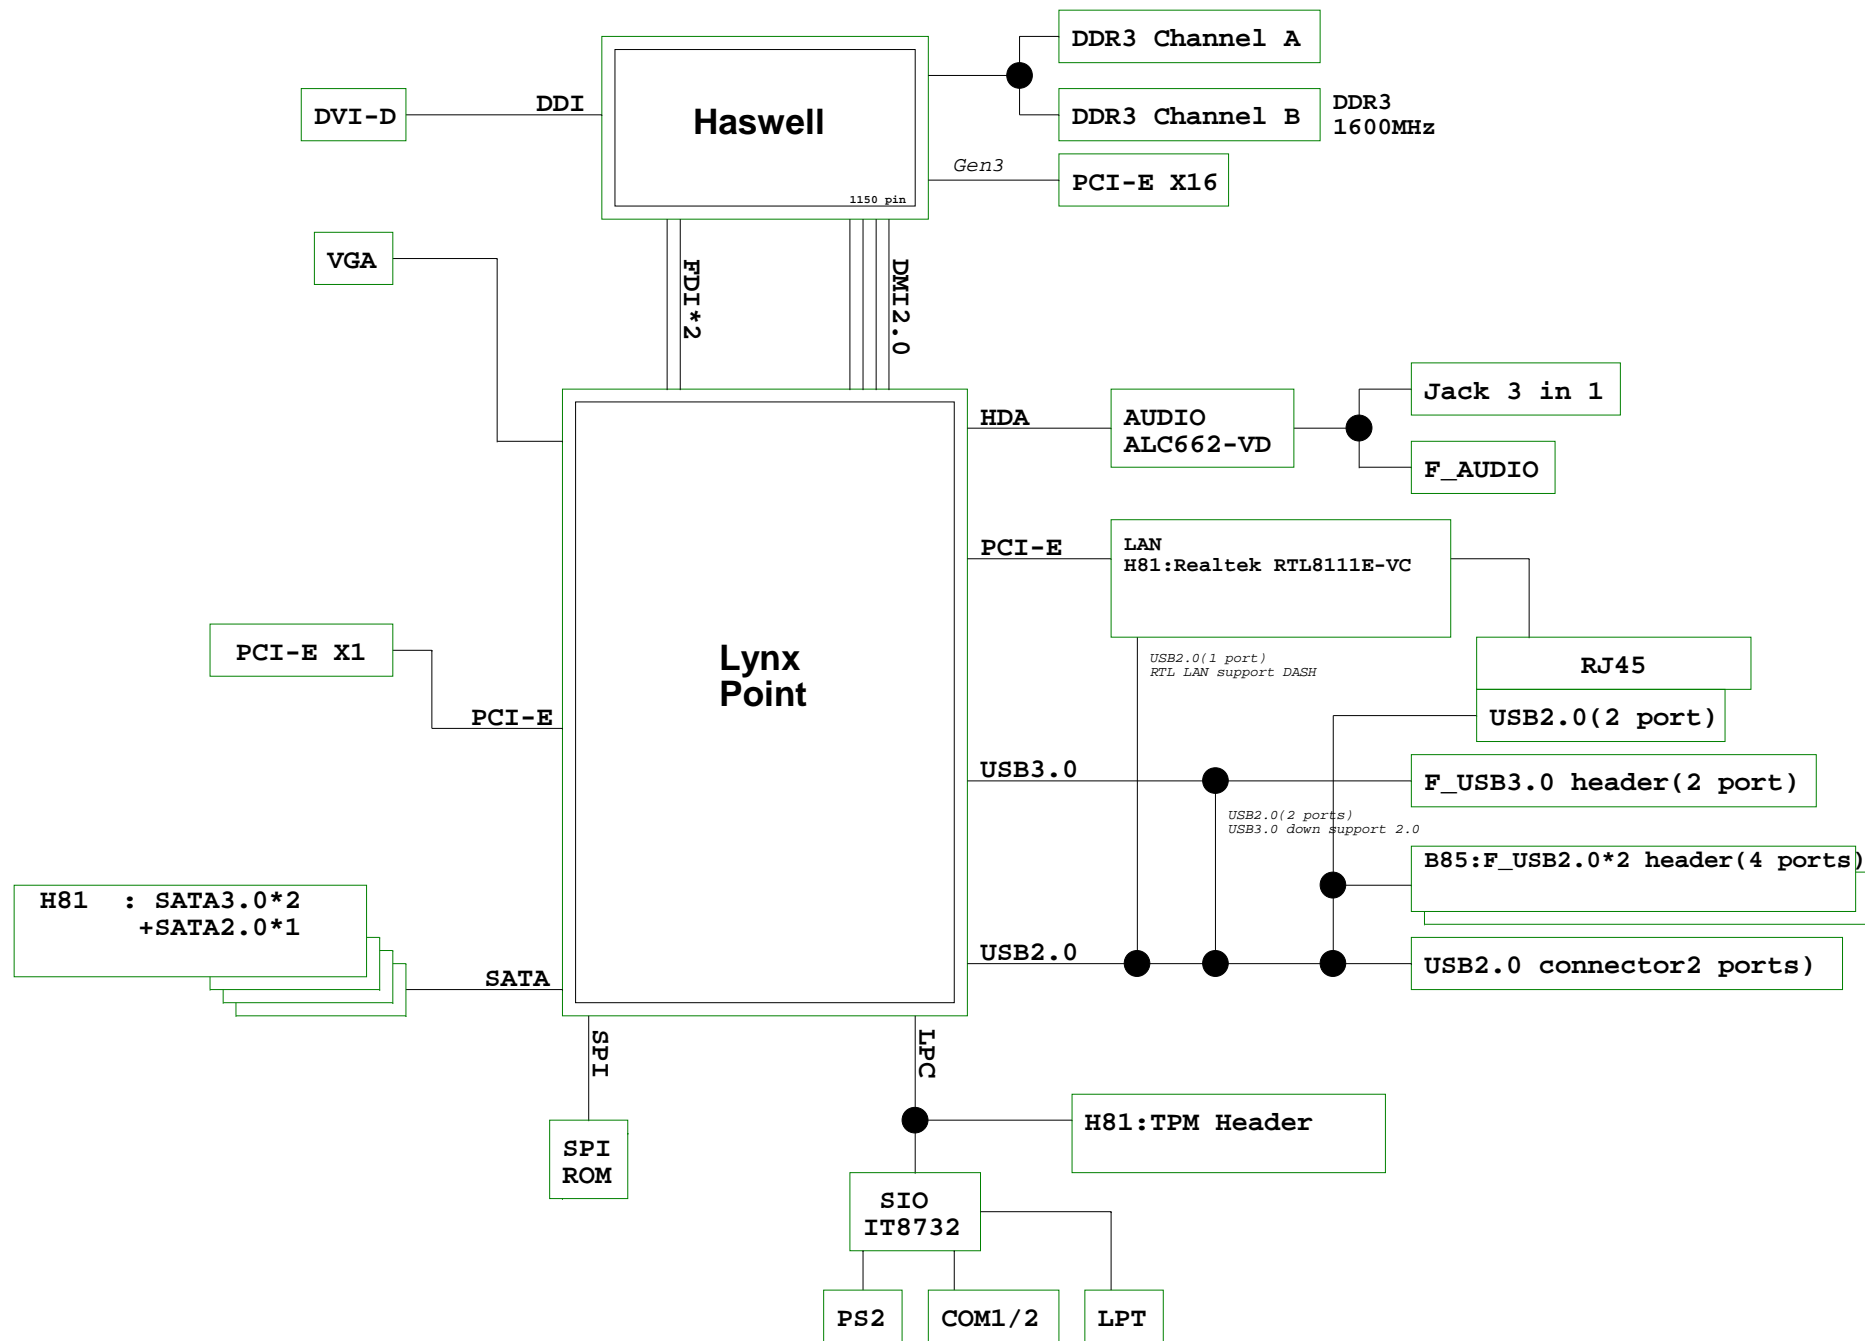 DDR3 Channel A
DVI-D
DDI
Haswell
1150 pin
DDR3 Channel B
DDR3
1600MHz
Gen3
PCI-E X16
VGA
FDI*2
DMI2.0
HDA
AUDIO
ALC662-VD
Jack 3 in 1
F_AUDIO
PCI-E
LAN
H81:Realtek RTL8111E-VC
PCI-E X1
PCI-E
Lynx
Point
USB2.0(1 port)
RTL LAN support DASH
RJ45
USB2.0(2 port)
USB3.0
F_USB3.0 header(2 port)
USB2.0(2 ports)
USB3.0 down support 2.0
B85:F_USB2.0*2 header(4 ports)
H81  : SATA3.0*2
+SATA2.0*1
SATA
USB2.0
USB2.0 connector2 ports)
SPI
LPC
SPI
ROM
H81:TPM Header
SIO
IT8732
PS2
COM1/2
LPT